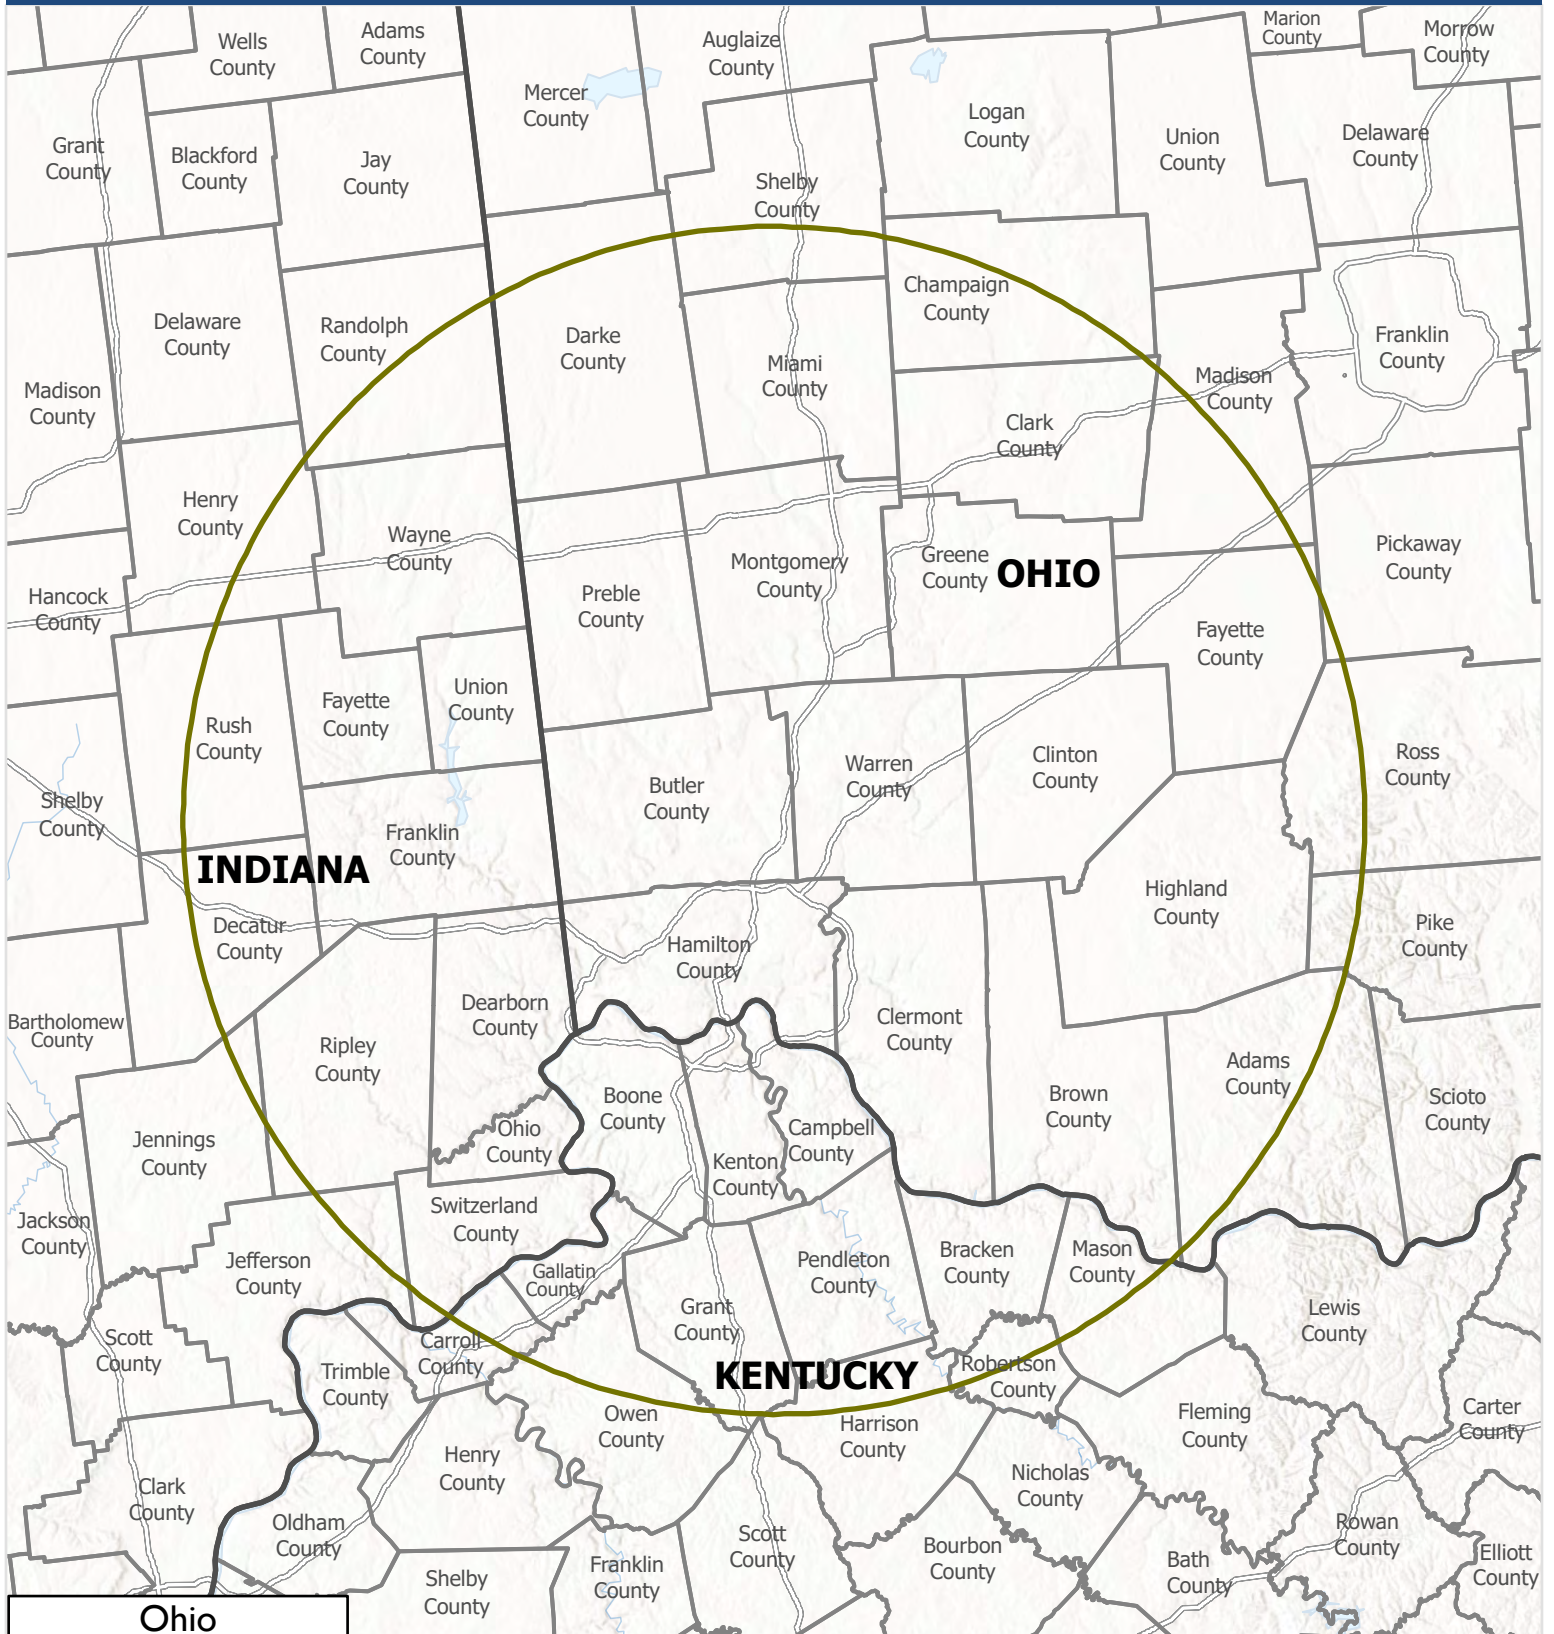 Wells
County
Adams
County
Auglaize
County
Marion
County
Morrow
County
Mercer
County
Logan
County
Union
County
Delaware
County
Grant
County
Blackford
County
Jay
County
Shelby
County
Champaign
County
Delaware
County
Randolph
County
Darke
County
Miami
County
Franklin
County
Madison
County
Madison
County
Clark
County
Henry
County
Wayne
County
Montgomery
County
Greene
County
OHIO
Pickaway
County
Hancock
County
Preble
County
Fayette
County
Rush
County
Fayette
County
Union
County
Butler
County
Warren
County
Clinton
County
Ross
County
Shelby
County
Franklin
County
INDIANA
Highland
County
Decatur
County
Hamilton
County
Pike
County
Bartholomew
County
Dearborn
County
Clermont
County
Ripley
County
Boone
County
Brown
County
Adams
County
Scioto
County
Jennings
County
Ohio
County
Campbell
County
Kenton
County
Jackson
County
Switzerland
County
Jefferson
County
Gallatin
County
Pendleton
County
Bracken
County
Mason
County
Grant
County
Lewis
County
Scott
County
Carroll
County
Trimble
County
KENTUCKY
Robertson
County
Owen
County
Harrison
County
Fleming
County
Carter
County
Clark
County
Henry
County
Nicholas
County
Oldham
County
Scott
County
Bourbon
County
Rowan
County
Shelby
County
Franklin
County
Bath
County
Elliott
County
Ohio